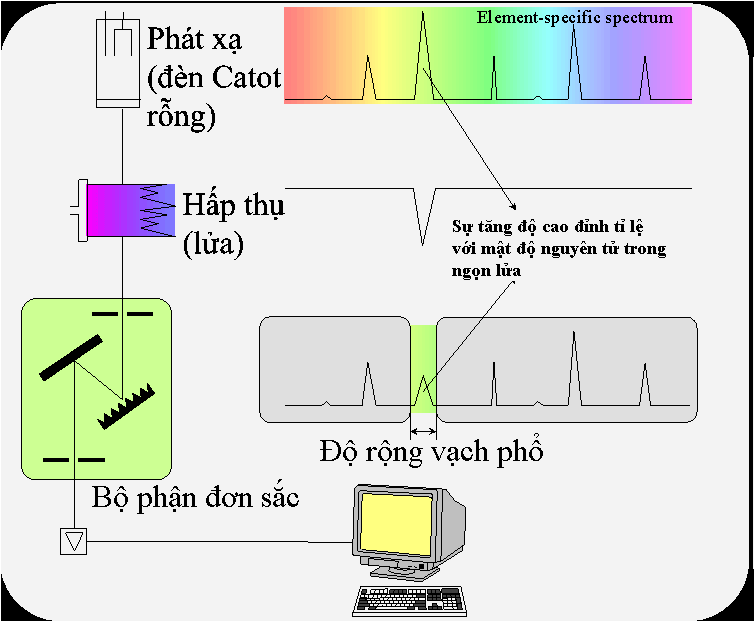 Phát xạ
(đèn Catot
rỗng)
Element-specific spectrum
Hấp thụ
(lửa)
Sự tăng độ cao đỉnh tỉ lệ
với mật độ nguyên tử trong
ngọn lửa
Độ rộng vạch phổ
Bộ phận đơn sắc